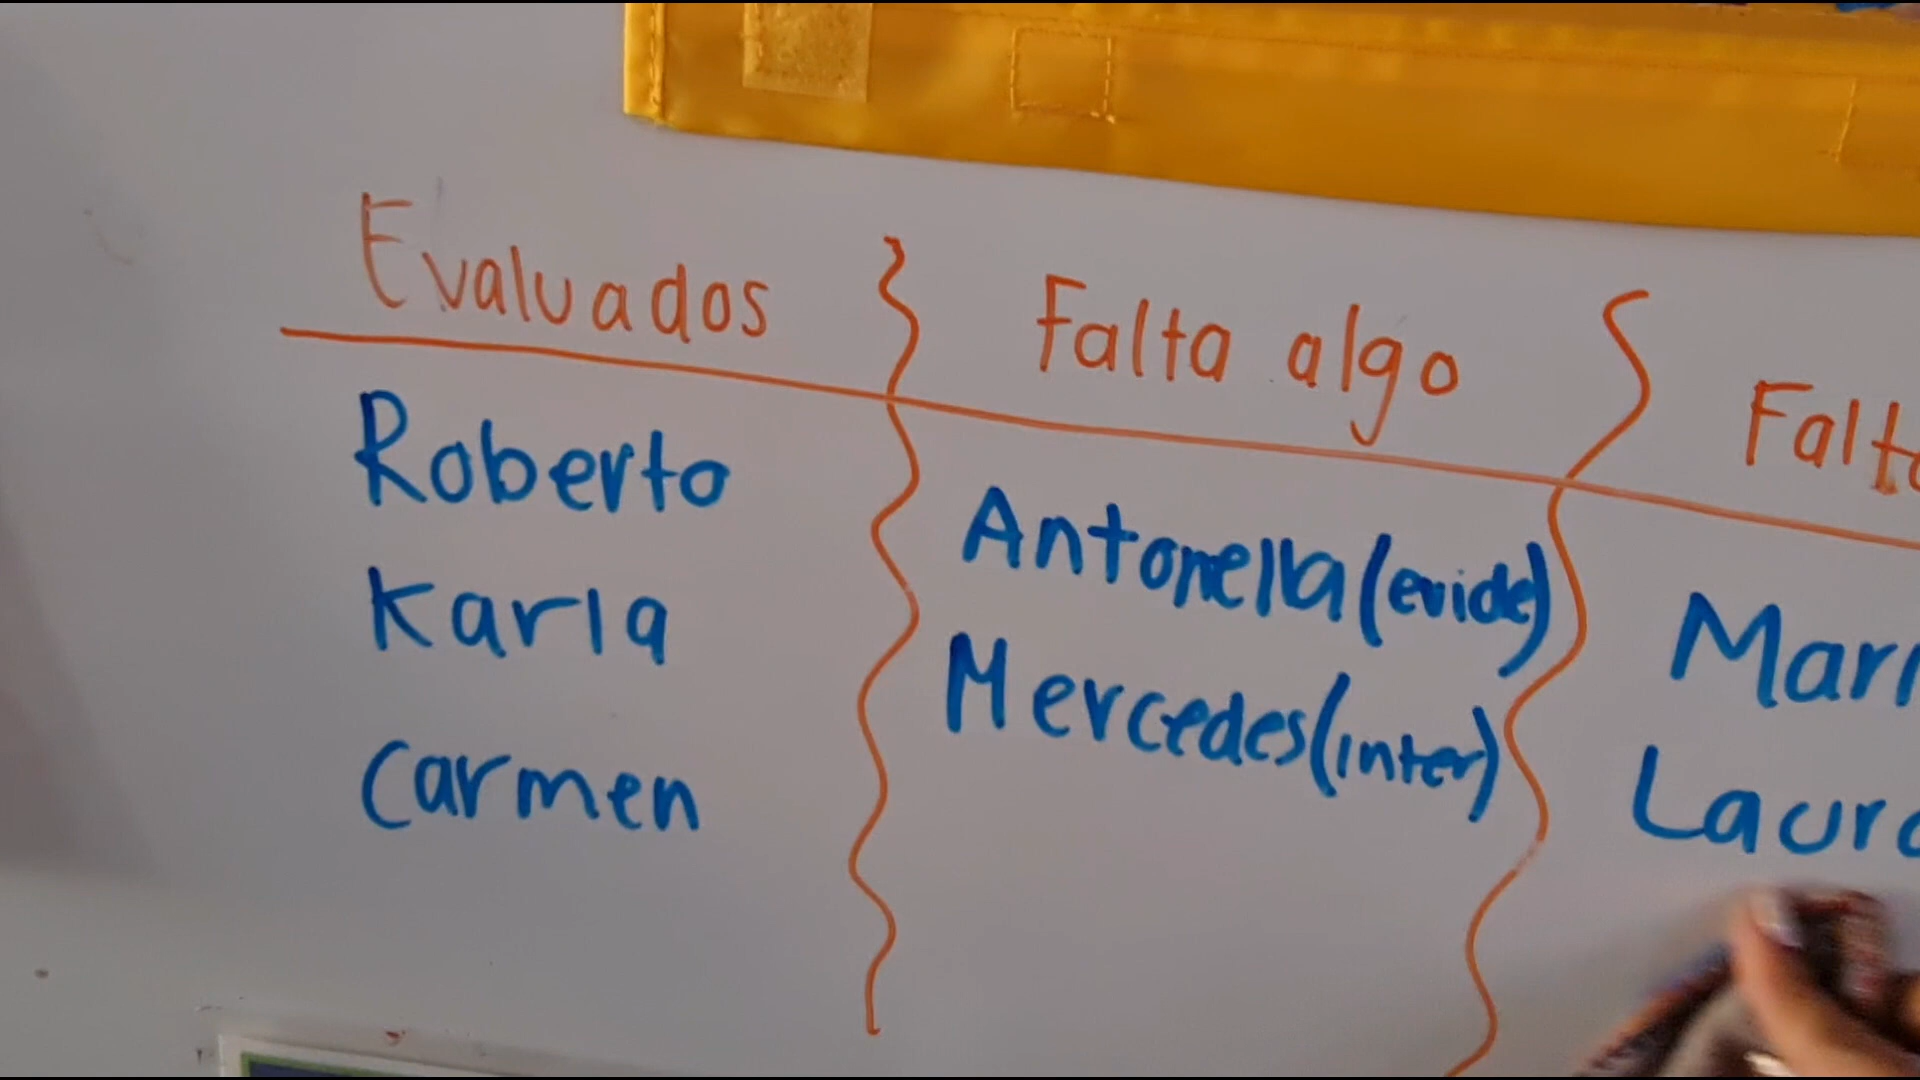 Evaluados
Falta algo
Roberto
Karla
Carmen
Antonella (evide)
Mercedes (inter)